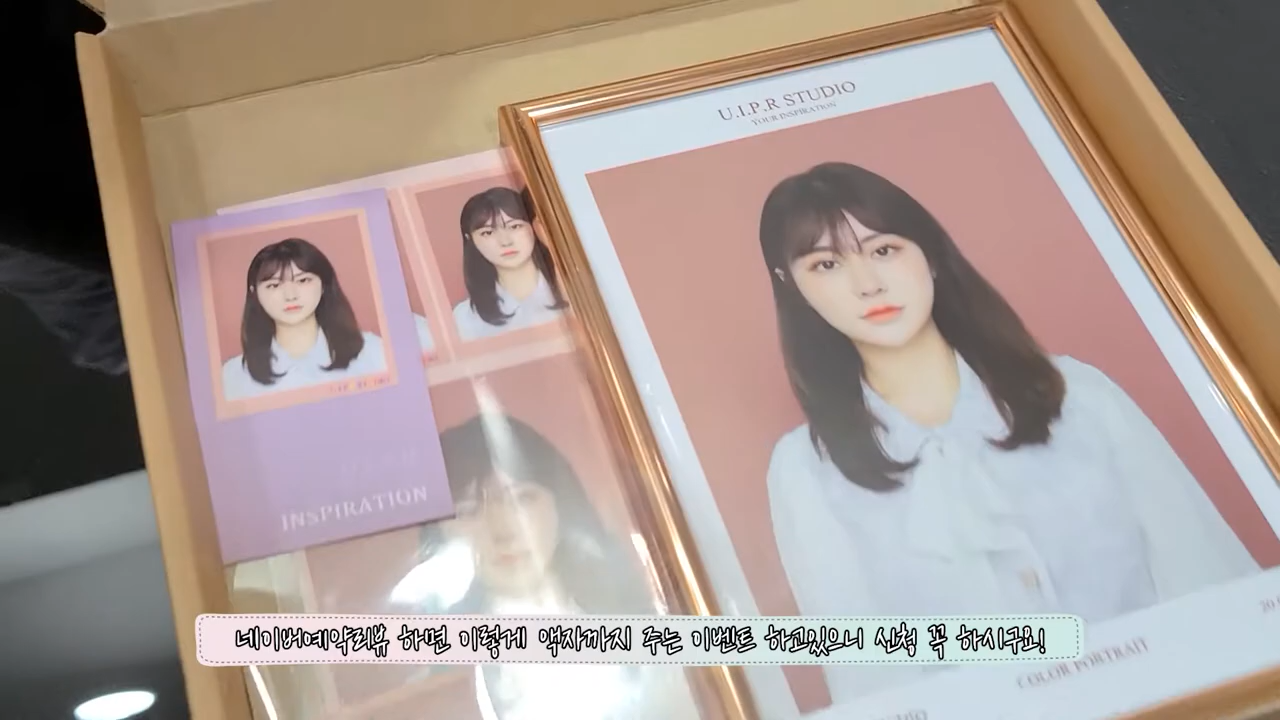 U.I.P.R STUDIO
YOUR INSPIRATION
INSPIRATION
COLOR PORTRAIT
네이버예약리뷰 하면 이렇게 액자까지 주는 이벤트 하고있으니 신청 꼭 하시구요!